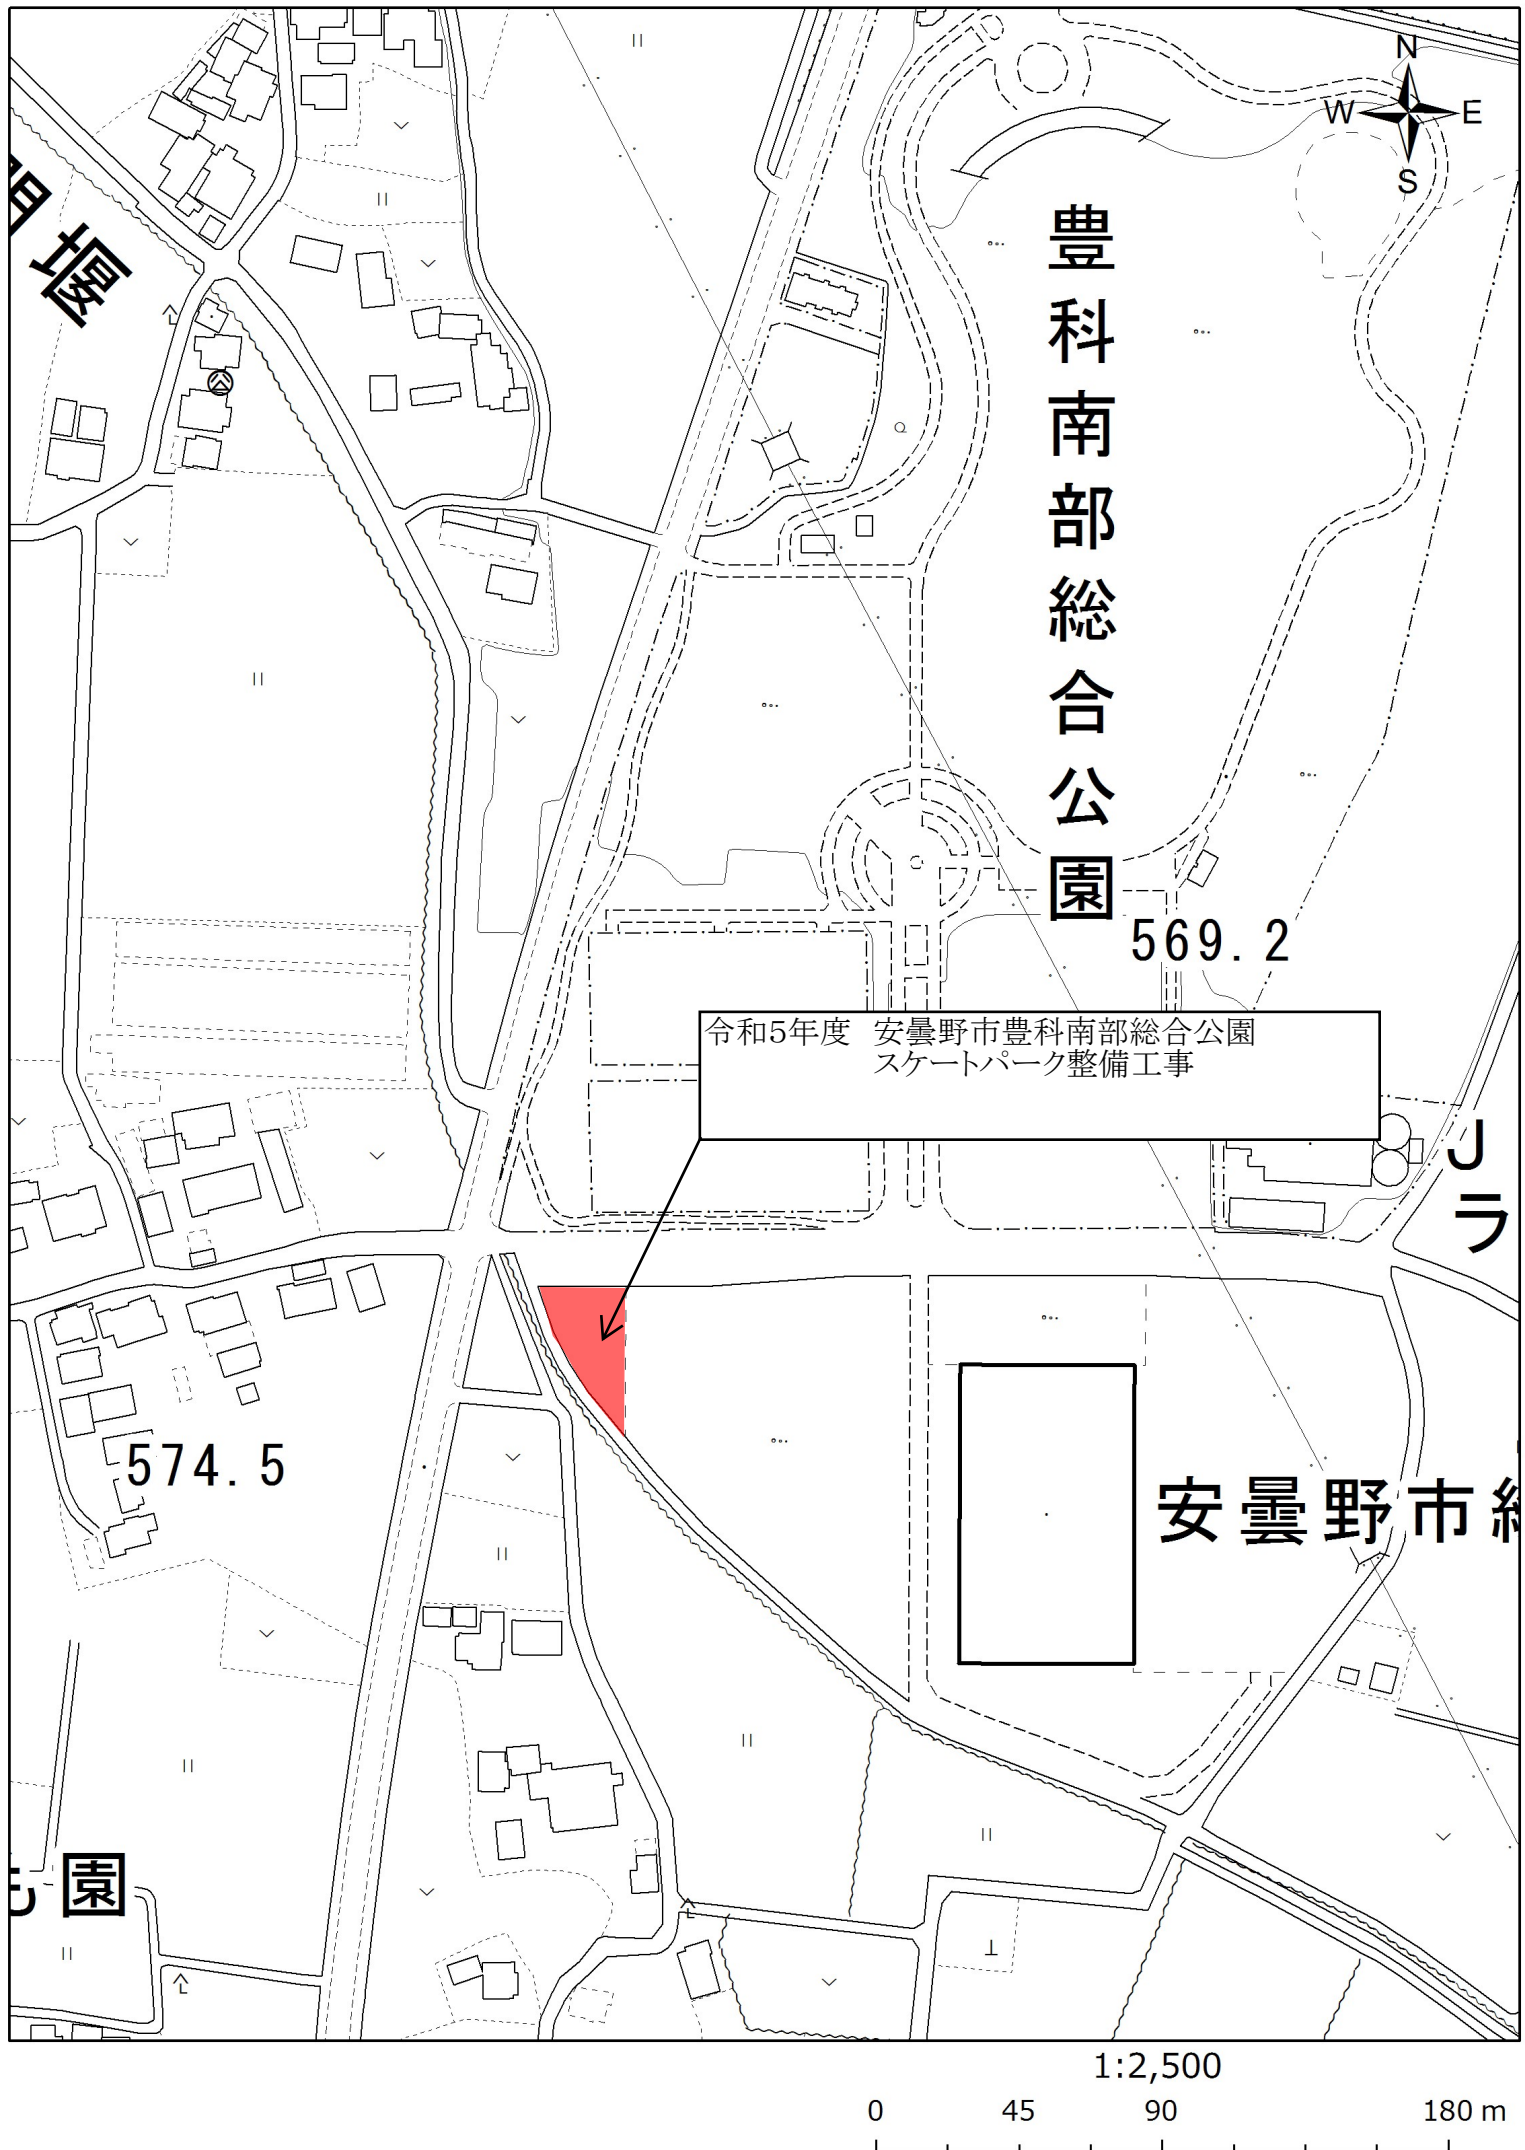 N
W E
S
堰
豊科南部総合公園
569.2
令和5年度 安曇野市豊科南部総合公園
スケートパーク整備工事
J
ラ
574.5
安曇野市
園
1:2,500
0 45 90 180 m